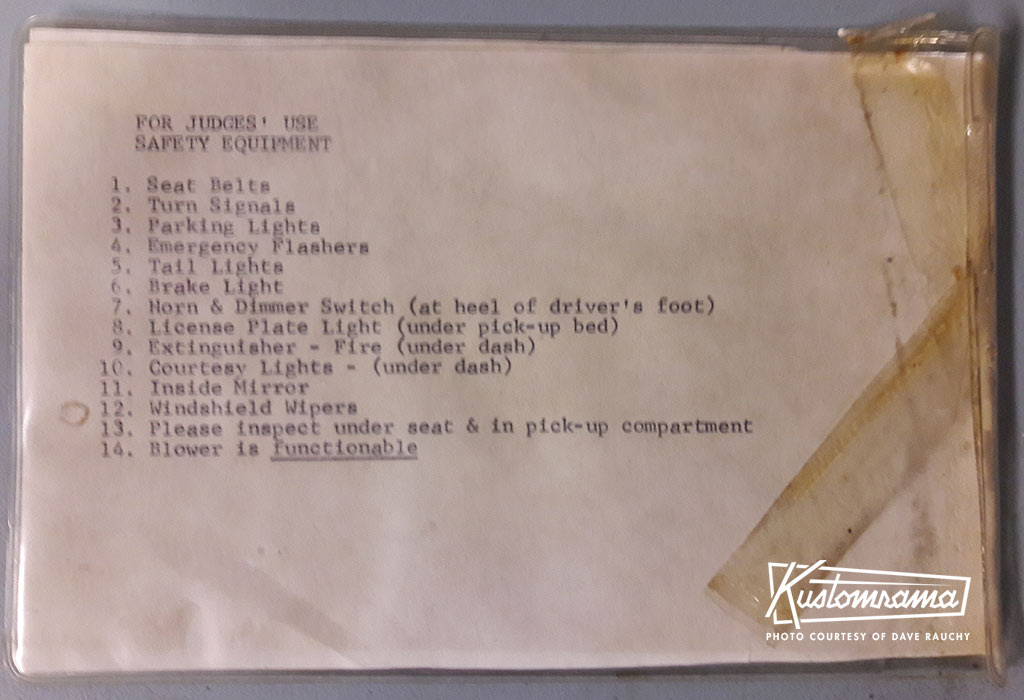 FOR JUDGES' USE
SAFETY EQUIPMENT
1. Seat Belts
2. Turn Signals
3. Parking Lights
4. Emergency Flashers
5. Tail Lights
6. Brake Light
7. Horn & Dimmer Switch (at heel of driver's foot)
8. License Plate Light (under pick-up bed)
9. Extinguisher - Fire (under dash)
10. Courtesy Lights - (under dash)
11. Inside Mirror
12. Windshield Wipers
13. Please inspect under seat & in pick-up compartment
14. Blower is functionable
Kustomrama
PHOTO COURTESY OF DAVE RAUCHY